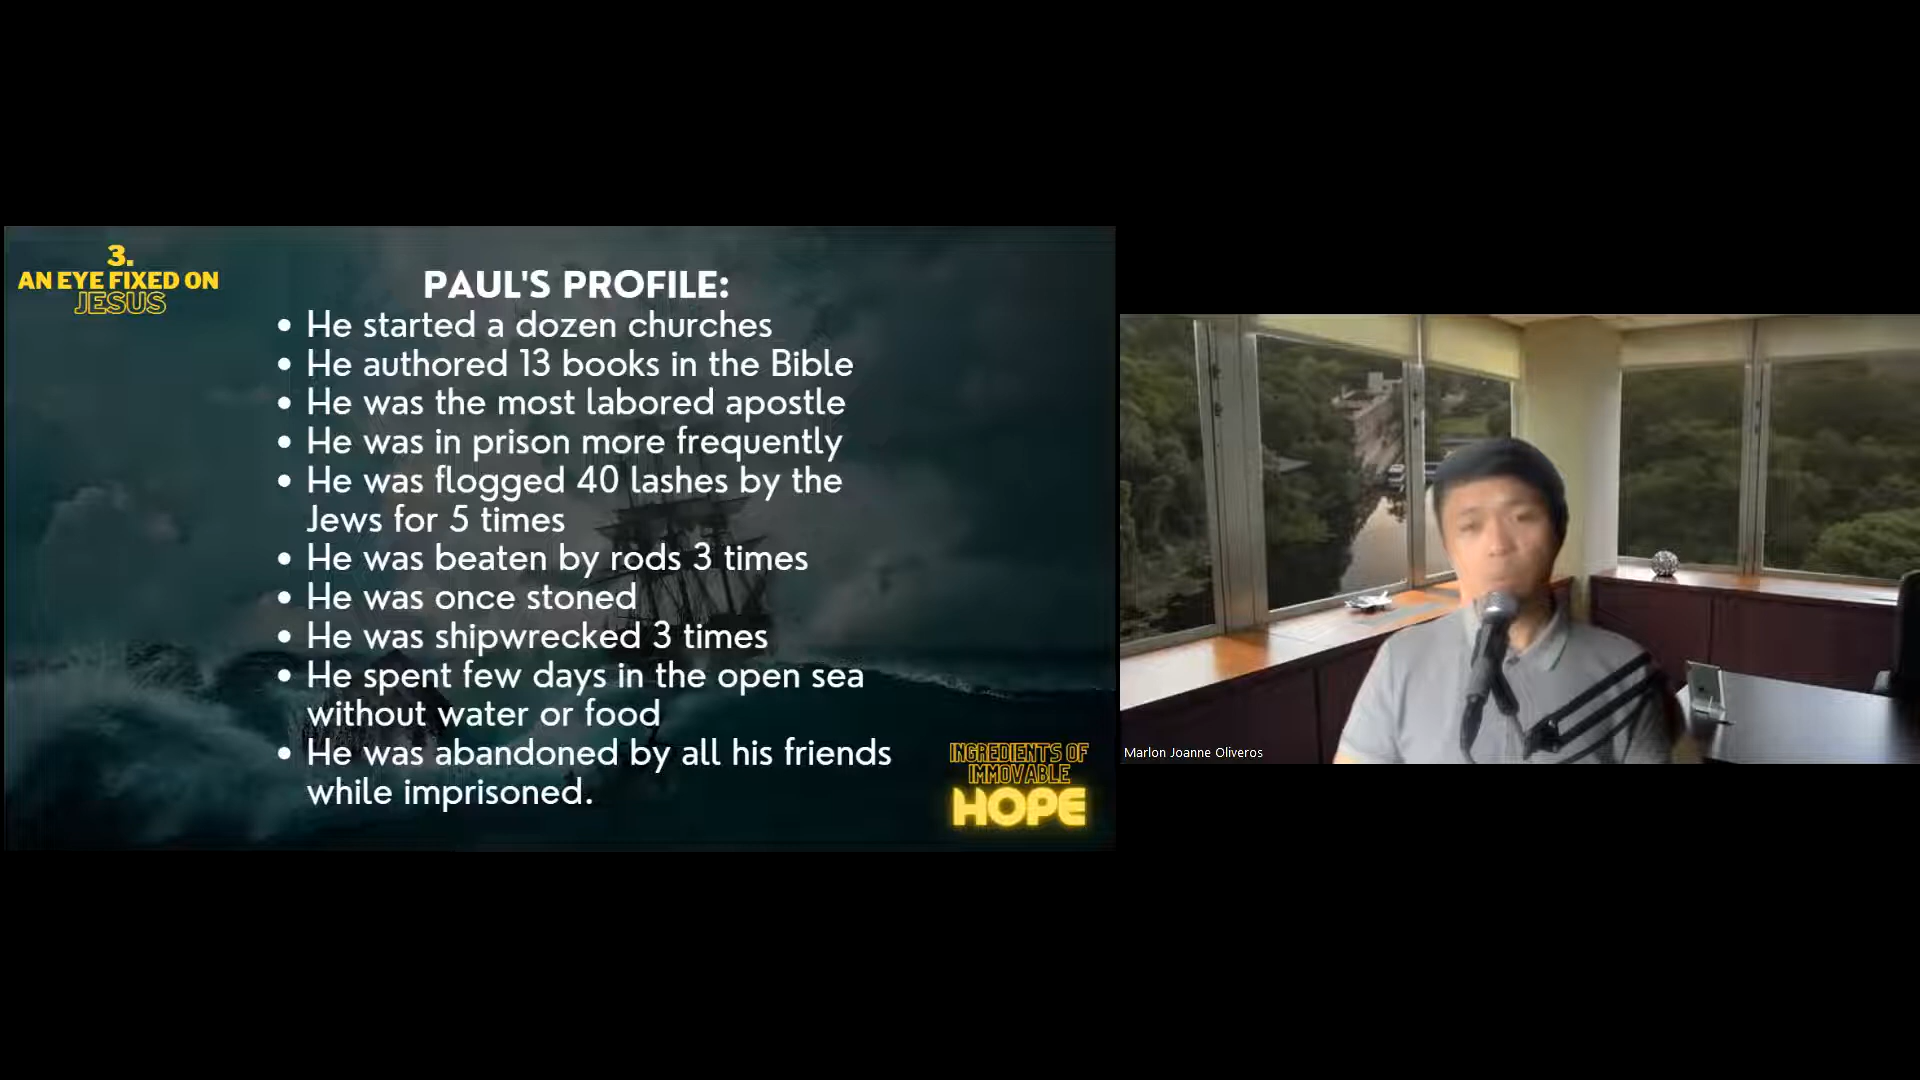 3.
AN EYE FIXED ON
JESUS
PAUL'S PROFILE:
• He started a dozen churches
• He authored 13 books in the Bible
• He was the most labored apostle
• He was in prison more frequently
• He was flogged 40 lashes by the
Jews for 5 times
• He was beaten by rods 3 times
• He was once stoned
• He was shipwrecked 3 times
• He spent few days in the open sea
without water or food
• He was abandoned by all his friends
while imprisoned.
INGREDIENTS OF
IMMOVABLE
HOPE
Marlon Joanne Oliveros